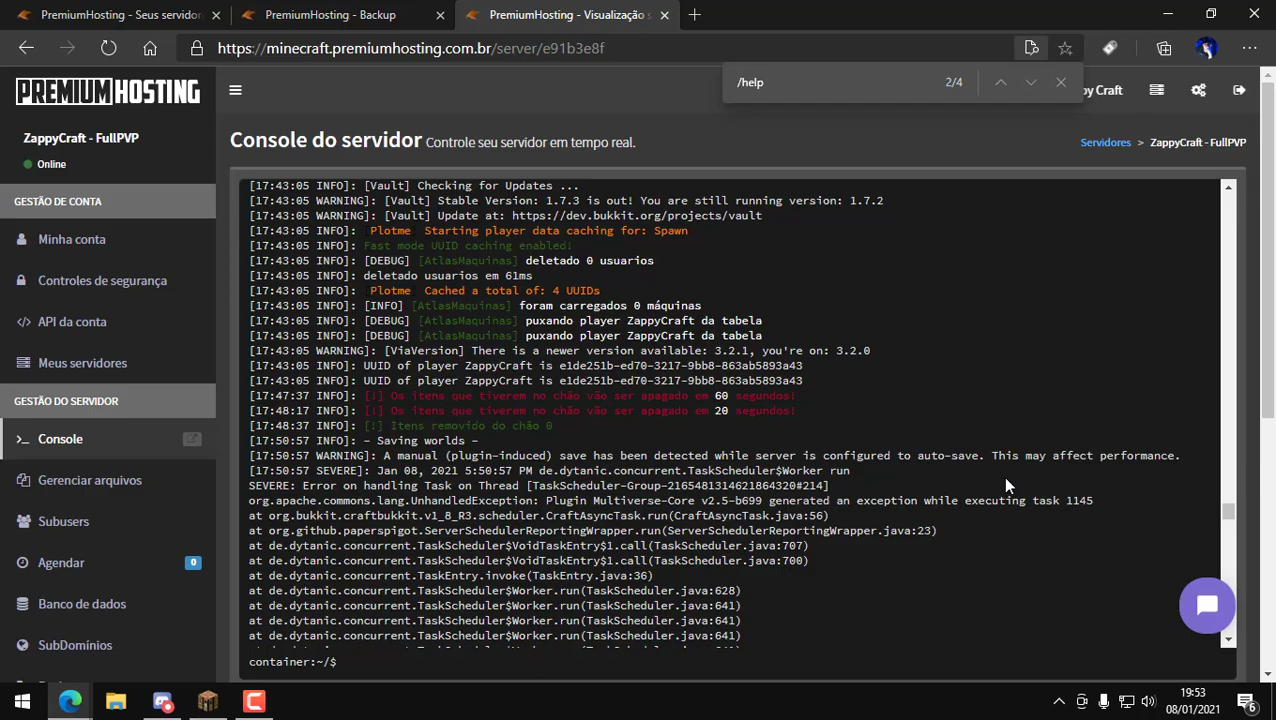 PremiumHosting - Seus servidor
PremiumHosting - Backup
PremiumHosting - Visualização s
https://minecraft.premiumhosting.com.br/server/e91b3e8f
/help
2/4
PREMIUMHOSTING
py Craft
ZappyCraft - FullPVP
Online
Console do servidor Controle seu servidor em tempo real.
Servidores > ZappyCraft - FullPVP
GESTÃO DE CONTA
Minha conta
Controles de segurança
API da conta
Meus servidores
GESTÃO DO SERVIDOR
Console
Gerenciar arquivos
Subusers
Agendar
0
Banco de dados
SubDomínios
[17:43:05 INFO]: [Vault] Checking for Updates ...
[17:43:05 WARNING]: [Vault] Stable Version: 1.7.3 is out! You are still running version: 1.7.2
[17:43:05 WARNING]: [Vault] Update at: https://dev.bukkit.org/projects/vault
[17:43:05 INFO]: Plotme Starting player data caching for: Spawn
[17:43:05 INFO]: Fast mode UUID caching enabled!
[17:43:05 INFO]: [DEBUG] [AtlasMaquinas] deletado 0 usuarios
[17:43:05 INFO]: deletado usuarios em 61ms
[17:43:05 INFO]: Plotme Cached a total of: 4 UUIDs
[17:43:05 INFO]: [INFO] [AtlasMaquinas] foram carregados 0 máquinas
[17:43:05 INFO]: [DEBUG] [AtlasMaquinas] puxando player ZappyCraft da tabela
[17:43:05 INFO]: [DEBUG] [AtlasMaquinas] puxando player ZappyCraft da tabela
[17:43:05 WARNING]: [ViaVersion] There is a newer version available: 3.2.1, you're on: 3.2.0
[17:43:05 INFO]: UUID of player ZappyCraft is e1de251b-ed70-3217-9bb8-863ab5893a43
[17:43:05 INFO]: UUID of player ZappyCraft is e1de251b-ed70-3217-9bb8-863ab5893a43
[17:47:37 INFO]: [!] Os itens que tiverem no chão vão ser apagado em 60 segundos!
[17:48:17 INFO]: [!] Os itens que tiverem no chão vão ser apagado em 20 segundos!
[17:48:37 INFO]: [!] Itens removido do chão 0
[17:50:57 INFO]: - Saving worlds -
[17:50:57 WARNING]: A manual (plugin-induced) save has been detected while server is configured to auto-save. This may affect performance.
[17:50:57 SEVERE]: Jan 08, 2021 5:50:57 PM de.dytanic.concurrent.TaskScheduler$Worker run
SEVERE: Error on handling Task on Thread [TaskScheduler-Group-2165481314621864320#214]
org.apache.commons.lang.UnhandledException: Plugin Multiverse-Core v2.5-b699 generated an exception while executing task 1145
at org.bukkit.craftbukkit.v1_8_R3.scheduler.CraftAsyncTask.run(CraftAsyncTask.java:56)
at org.github.paperspigot.ServerSchedulerReportingWrapper.run(ServerSchedulerReportingWrapper.java:23)
at de.dytanic.concurrent.TaskScheduler$VoidTaskEntry$1.call(TaskScheduler.java:707)
at de.dytanic.concurrent.TaskScheduler$VoidTaskEntry$1.call(TaskScheduler.java:700)
at de.dytanic.concurrent.TaskEntry.invoke(TaskEntry.java:36)
at de.dytanic.concurrent.TaskScheduler$Worker.run(TaskScheduler.java:628)
at de.dytanic.concurrent.TaskScheduler$Worker.run(TaskScheduler.java:641)
at de.dytanic.concurrent.TaskScheduler$Worker.run(TaskScheduler.java:641)
at de.dytanic.concurrent.TaskScheduler$Worker.run(TaskScheduler.java:641)
container:~/$
19:53
08/01/2021
6